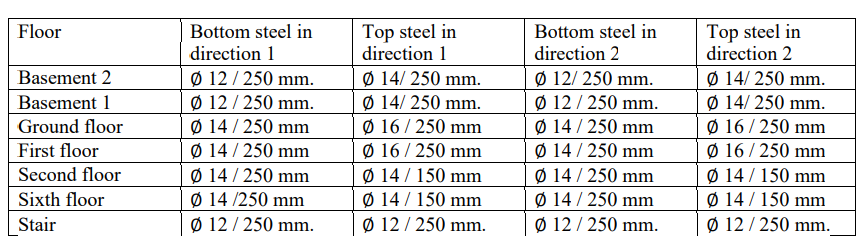 Floor Bottom steel in direction 1 Top steel in direction 1 Bottom steel in direction 2 Top steel in direction 2
Basement 2 Ø 12 / 250 mm. Ø 14/ 250 mm. Ø 12/ 250 mm. Ø 14/ 250 mm.
Basement 1 Ø 12 / 250 mm. Ø 14/ 250 mm. Ø 12 / 250 mm. Ø 14/ 250 mm.
Ground floor Ø 14 / 250 mm Ø 16 / 250 mm Ø 14 / 250 mm Ø 16 / 250 mm
First floor Ø 14 / 250 mm Ø 16 / 250 mm Ø 14 / 250 mm Ø 16 / 250 mm
Second floor Ø 14 / 250 mm Ø 14 / 150 mm Ø 14 / 250 mm Ø 14 / 150 mm
Sixth floor Ø 14 /250 mm Ø 14 / 150 mm Ø 14 / 250 mm Ø 14 / 150 mm
Stair Ø 12 / 250 mm. Ø 12 / 250 mm. Ø 12 / 250 mm. Ø 12 / 250 mm.